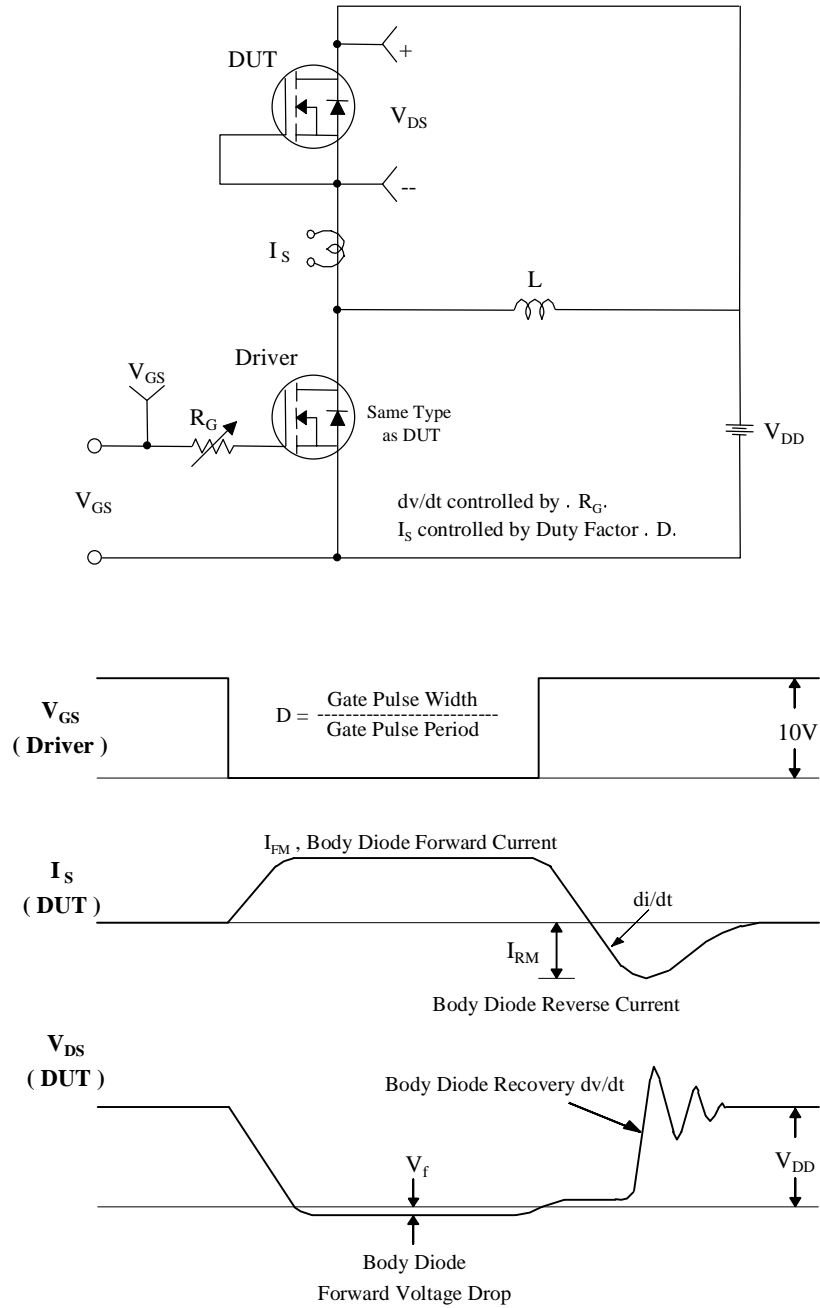 DUT
+
V_DS
--
I_S
L
Driver
V_GS
R_G
Same Type
as DUT
V_DD
V_GS
dv/dt controlled by . R_G.
I_S controlled by Duty Factor . D.
V_GS
( Driver )
D = Gate Pulse Width
--------------------------
Gate Pulse Period
10V
I_FM , Body Diode Forward Current
I_S
( DUT )
di/dt
I_RM
Body Diode Reverse Current
V_DS
( DUT )
Body Diode Recovery dv/dt
V_f
V_DD
Body Diode
Forward Voltage Drop